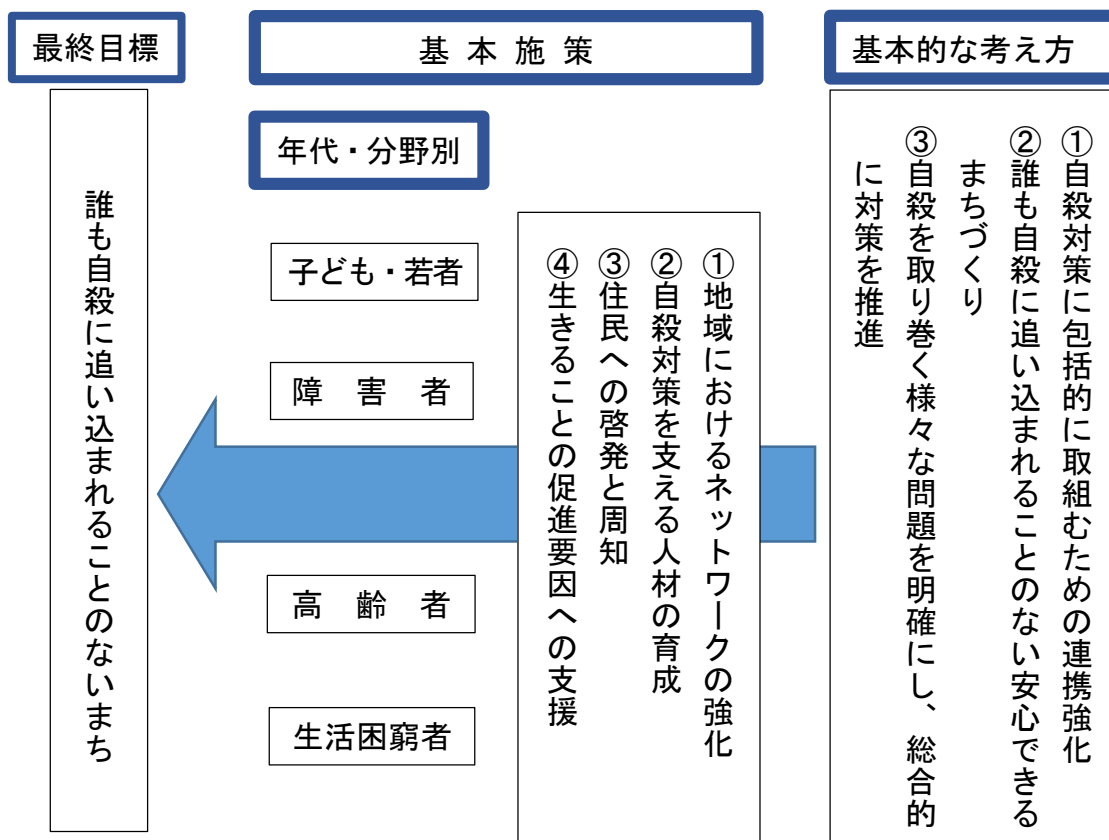 基本的な考え方
①自殺対策に包括的に取組むための連携強化
②誰も自殺に追い込まれることのない安心できる
まちづくり
③自殺を取り巻く様々な問題を明確にし、総合的
に対策を推進
基本施策
①地域におけるネットワークの強化
②自殺対策を支える人材の育成
③住民への啓発と周知
④生きることの促進要因への支援
年代・分野別
子ども・若者
障害者
高齢者
生活困窮者
最終目標
誰も自殺に追い込まれることのないまち